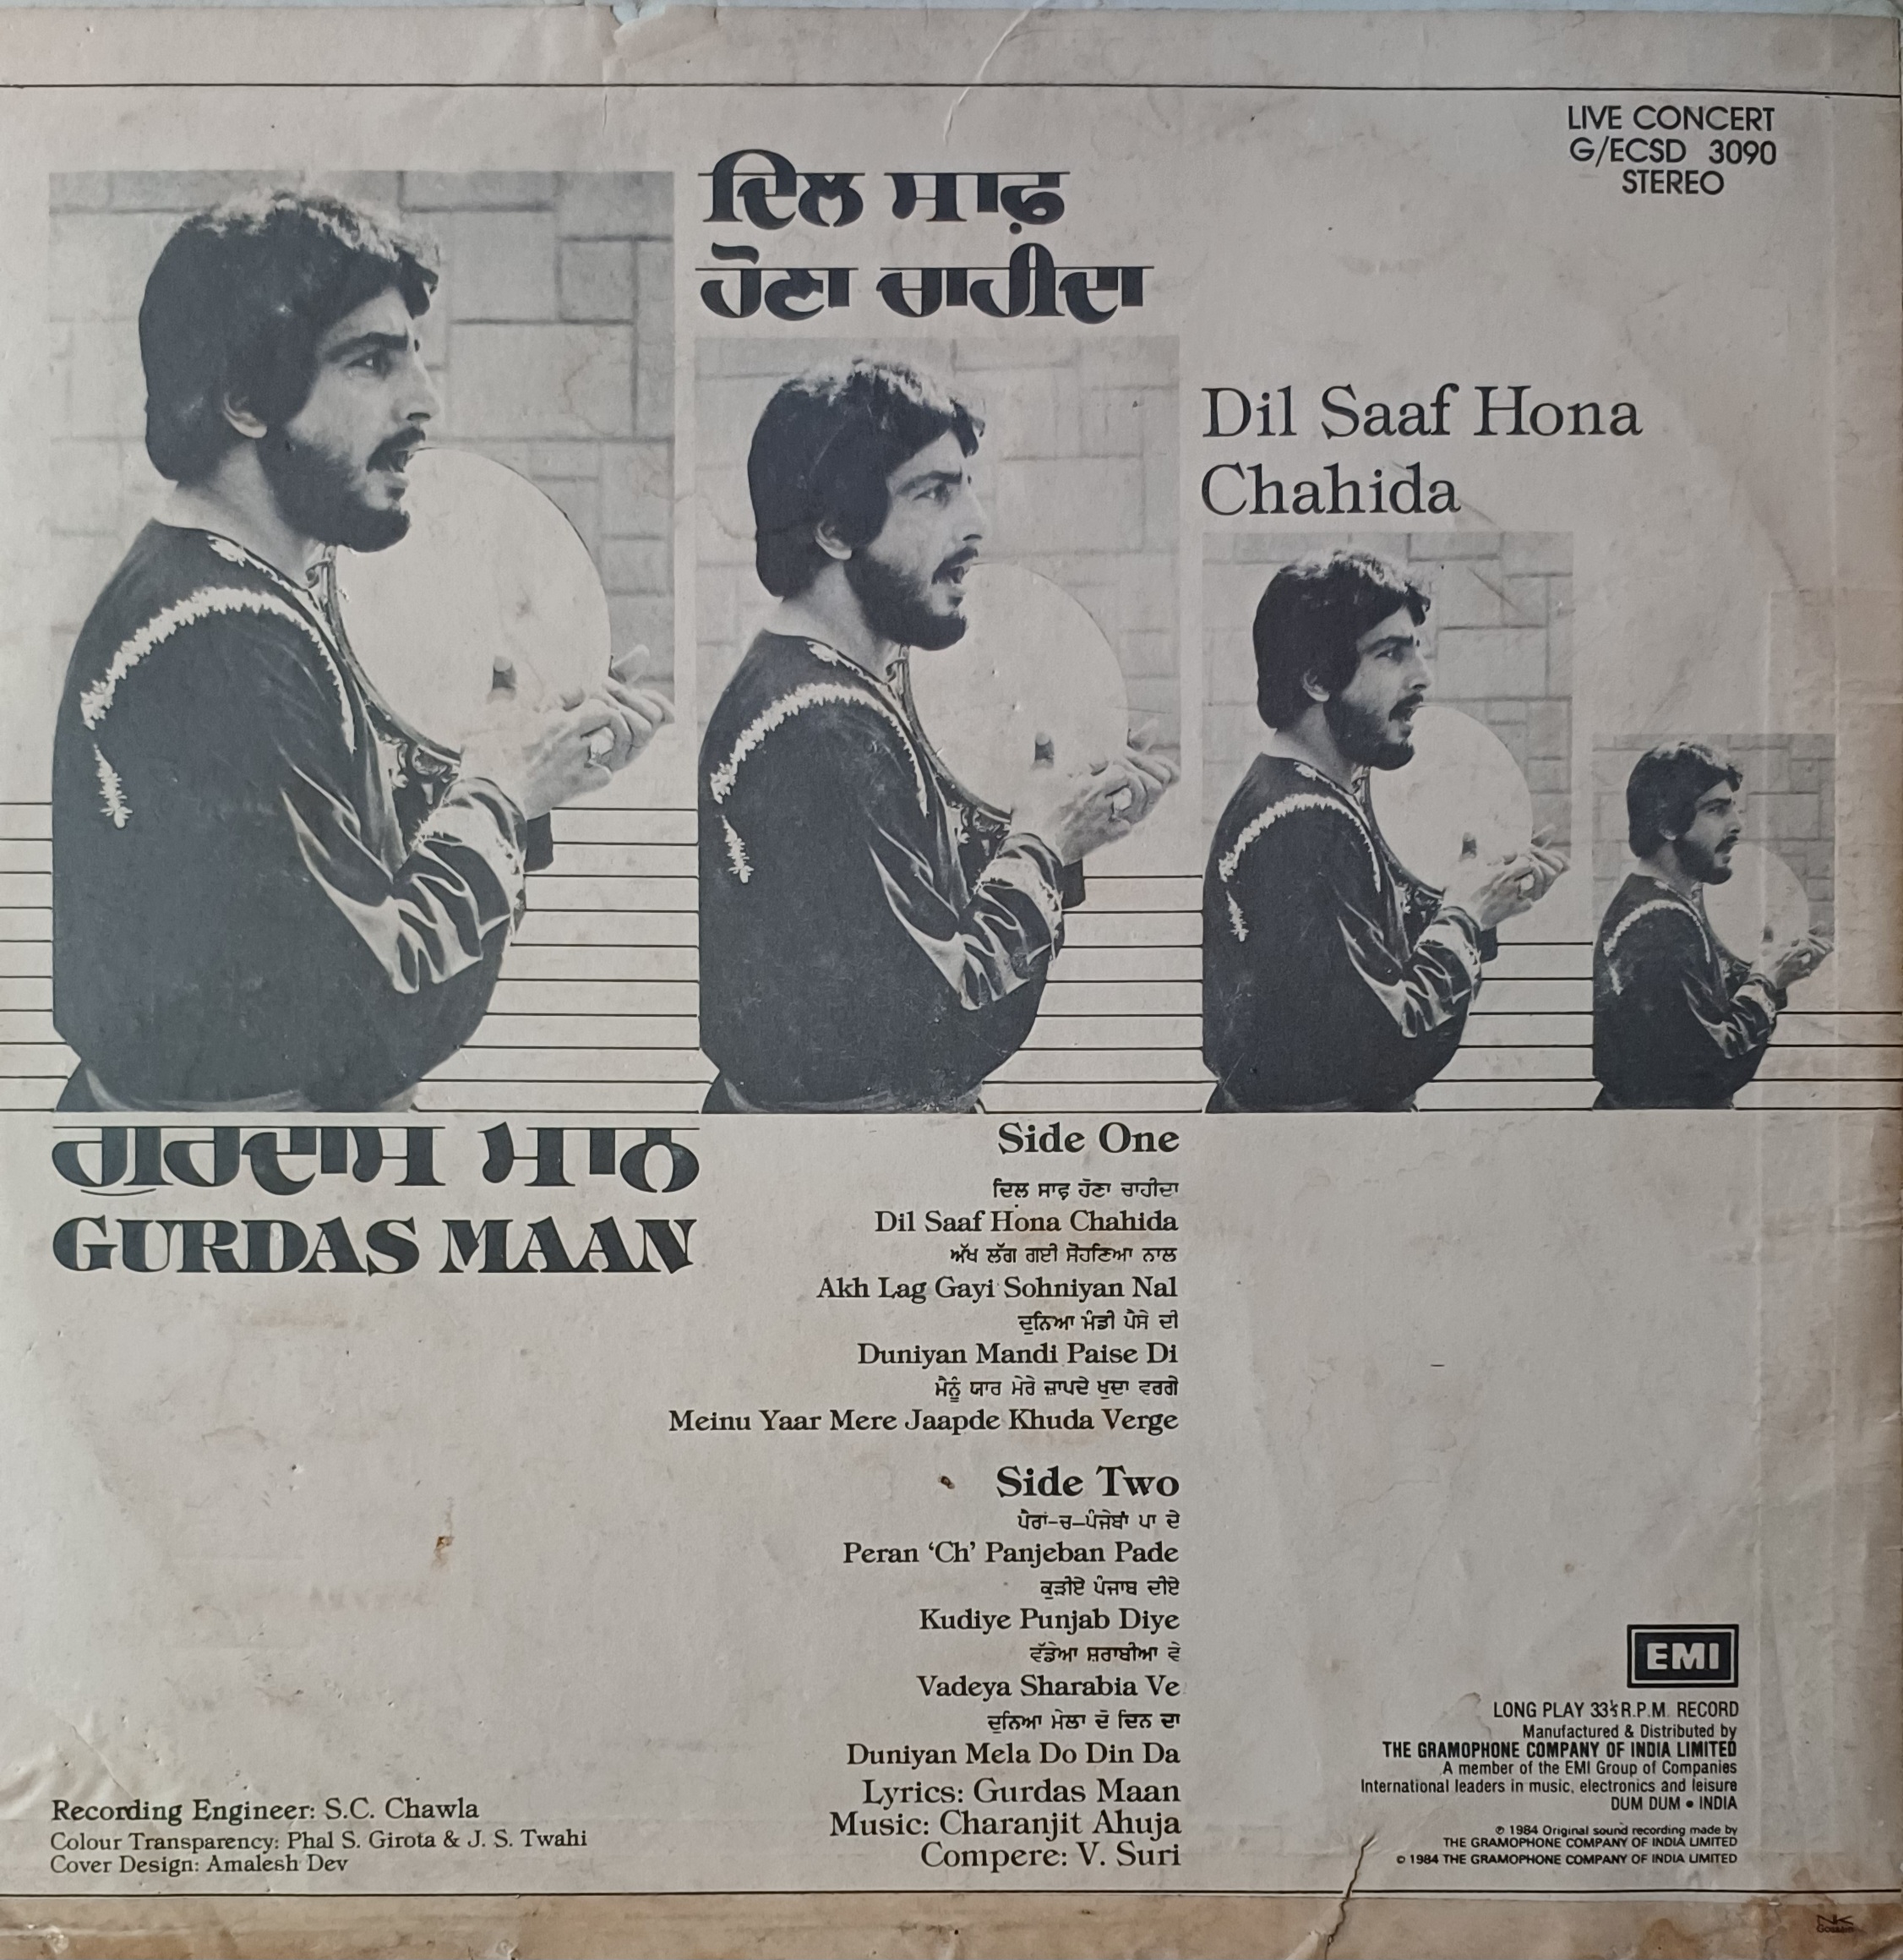 LIVE CONCERT
G/ECSD 3090
STEREO
ਦਿਲ ਸਾਫ਼
ਹੋਣਾ ਚਾਹੀਦਾ
Dil Saaf Hona
Chahida
ਗੁਰਦਾਸ ਮਾਨ
GURDAS MAAN
Side One
ਦਿਲ ਸਾਫ਼ ਹੋਣਾ ਚਾਹੀਦਾ
Dil Saaf Hona Chahida
ਅੱਖ ਲੱਗ ਗਈ ਸੋਹਣਿਆ ਨਾਲ
Akh Lag Gayi Sohniyan Nal
ਦੁਨਿਆ ਮੰਡੀ ਪੈਸੇ ਦੀ
Duniyan Mandi Paise Di
ਮੈਨੂੰ ਯਾਰ ਮੇਰੇ ਜ਼ਾਪਦੇ ਖੁਦਾ ਵਰਗੇ
Meinu Yaar Mere Jaapde Khuda Verge
Side Two
ਪੈਰਾਂ-ਚ-ਪੰਜੇਬਾਂ ਪਾ ਦੇ
Peran ‘Ch’ Panjeban Pade
ਕੁੜੀਏ ਪੰਜਾਬ ਦੀਏ
Kudiye Punjab Diye
ਵੱਡੇਆ ਸ਼ਰਾਬੀਆ ਵੇ
Vadeya Sharabia Ve
ਦੁਨਿਆ ਮੇਲਾ ਦੋ ਦਿਨ ਦਾ
Duniyan Mela Do Din Da
Lyrics: Gurdas Maan
Music: Charanjit Ahuja
Compere: V. Suri
Recording Engineer: S.C. Chawla
Colour Transparency: Phal S. Girota & J. S. Twahi
Cover Design: Amalesh Dev
EMI
LONG PLAY 33⅓ R.P.M. RECORD
Manufactured & Distributed by
THE GRAMOPHONE COMPANY OF INDIA LIMITED
A member of the EMI Group of Companies
International leaders in music, electronics and leisure
DUM DUM • INDIA
℗ 1984 Original sound recording made by
THE GRAMOPHONE COMPANY OF INDIA LIMITED
© 1984 THE GRAMOPHONE COMPANY OF INDIA LIMITED
NK